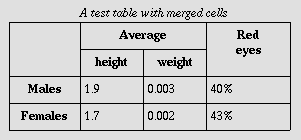 A test table with merged cells
Average Red
eyes
height weight
Males 1.9 0.003 40%
Females 1.7 0.002 43%